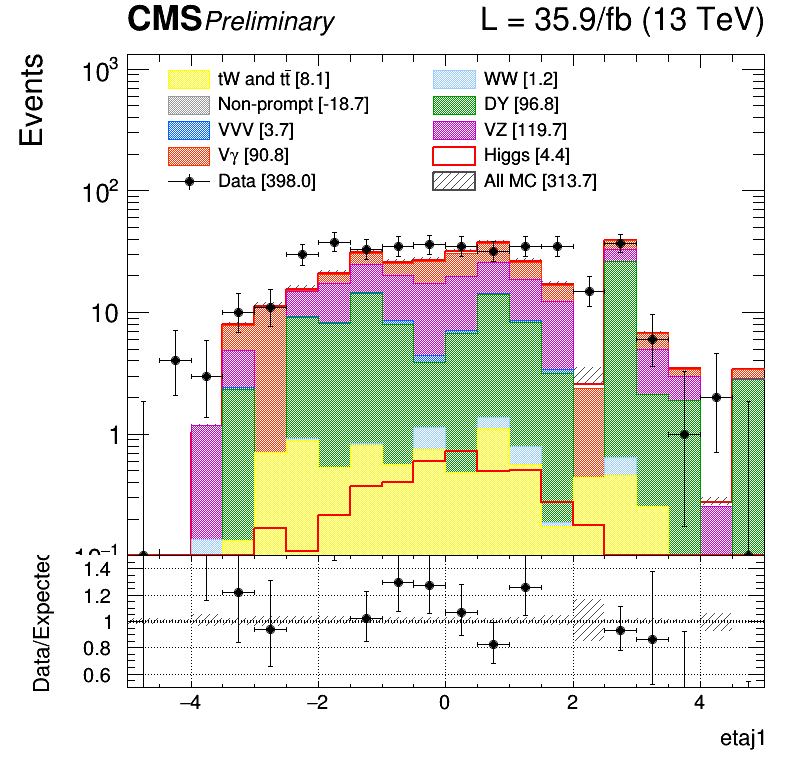 CMS Preliminary L = 35.9/fb (13 TeV)
Events
10³
10²
10
1
tW and tt̄ [8.1]
Non-prompt [-18.7]
VVV [3.7]
Vγ [90.8]
Data [398.0]
WW [1.2]
DY [96.8]
VZ [119.7]
Higgs [4.4]
All MC [313.7]
Data/Expected
1.4
1.2
1
0.8
0.6
−4 −2 0 2 4
etaj1